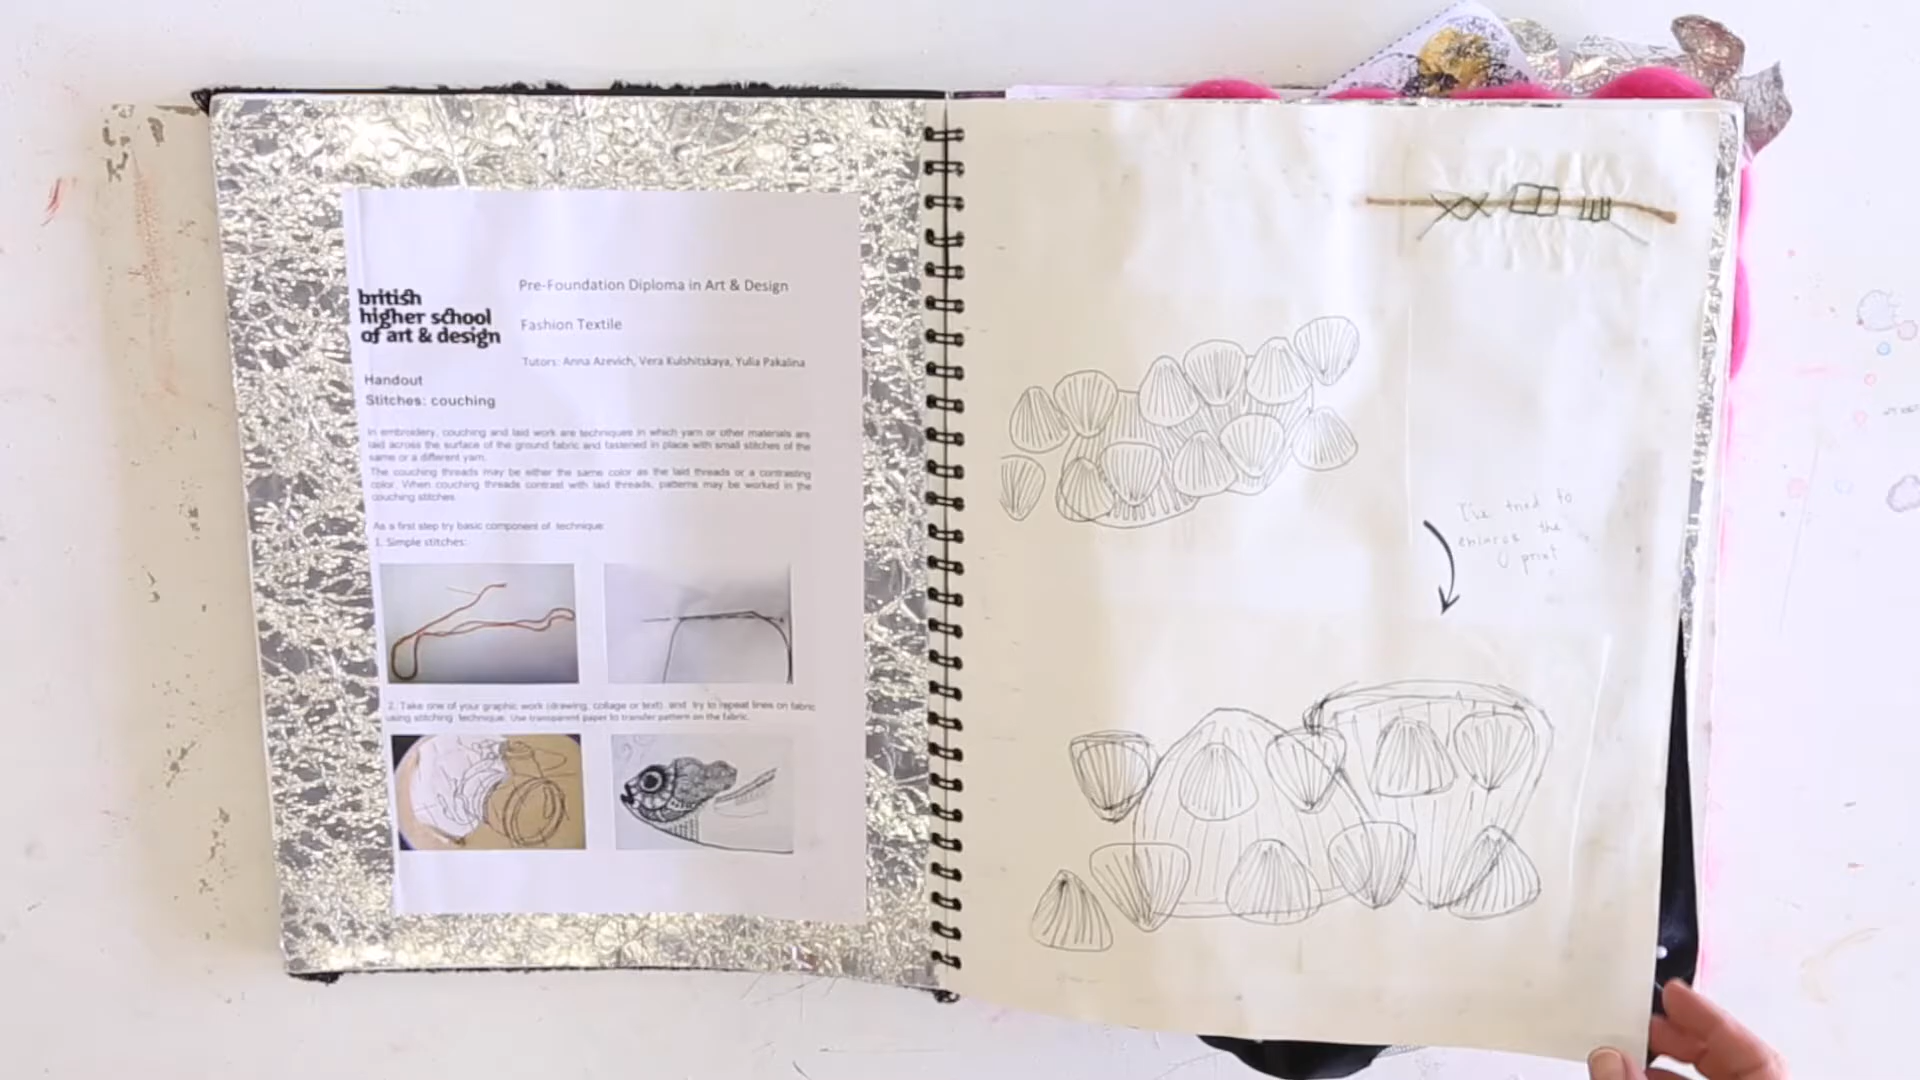 british
higher school
of art & design
Pre-Foundation Diploma in Art & Design
Fashion Textile
Tutors: Anna Azevich, Vera Kulshitskaya, Yulia Pakalina
Handout
Stitches: couching
In embroidery, couching and laid work are techniques in which yarn or other materials are
laid across the surface of the ground fabric and fastened in place with small stitches of the
same or a different yarn.
The couching threads may be either the same color as the laid threads or a contrasting
color. When couching threads contrast with laid threads, patterns may be worked in the
couching stitches.
As a first step try basic component of technique
1. Simple stitches:
2. Take one of your graphic work (drawing, collage or text) and try to repeat lines on fabric
using stitching technique. Use transparent paper to transfer pattern on the fabric.
I've tried to
enlarge the
print